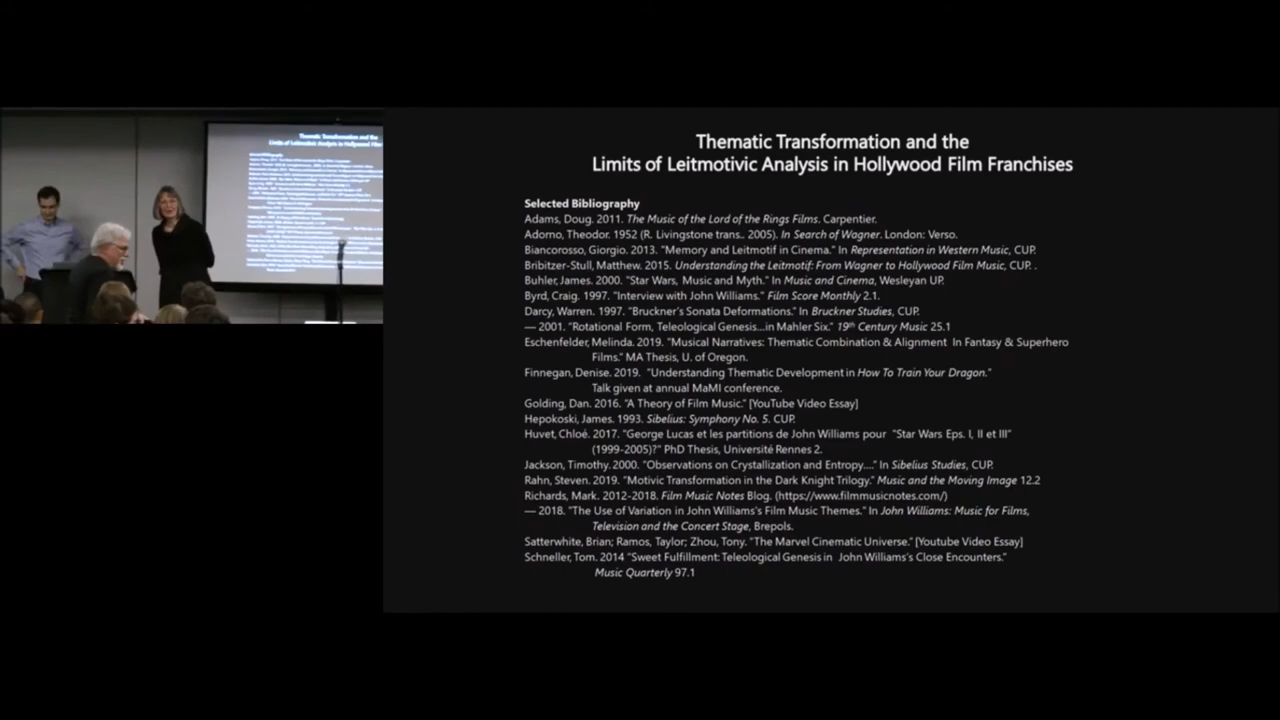 Thematic Transformation and the
Limits of Leitmotivic Analysis in Hollywood Film Franchises
Selected Bibliography
Adams, Doug. 2011. The Music of the Lord of the Rings Films. Carpentier.
Adorno, Theodor. 1952 (R. Livingstone trans., 2005). In Search of Wagner. London: Verso.
Biancorosso, Giorgio. 2013. "Memory and Leitmotif in Cinema." In Representation in Western Music, CUP.
Bribitzer-Stull, Matthew. 2015. Understanding the Leitmotif: From Wagner to Hollywood Film Music, CUP. .
Buhler, James. 2000. "Star Wars, Music and Myth." In Music and Cinema, Wesleyan UP.
Byrd, Craig. 1997. "Interview with John Williams." Film Score Monthly 2.1.
Darcy, Warren. 1997. "Bruckner's Sonata Deformations." In Bruckner Studies, CUP.
— 2001. "Rotational Form, Teleological Genesis...in Mahler Six." 19th Century Music 25.1
Eschenfelder, Melinda. 2019. "Musical Narratives: Thematic Combination & Alignment In Fantasy & Superhero
Films." MA Thesis, U. of Oregon.
Finnegan, Denise. 2019. "Understanding Thematic Development in How To Train Your Dragon."
Talk given at annual MaMI conference.
Golding, Dan. 2016. "A Theory of Film Music." [YouTube Video Essay]
Hepokoski, James. 1993. Sibelius: Symphony No. 5. CUP.
Huvet, Chloé. 2017. "George Lucas et les partitions de John Williams pour "Star Wars Eps. I, II et III"
(1999-2005)?" PhD Thesis, Université Rennes 2.
Jackson, Timothy. 2000. "Observations on Crystallization and Entropy...." In Sibelius Studies, CUP.
Rahn, Steven. 2019. "Motivic Transformation in the Dark Knight Trilogy." Music and the Moving Image 12.2
Richards, Mark. 2012-2018. Film Music Notes Blog. (https://www.filmmusicnotes.com/)
— 2018. "The Use of Variation in John Williams's Film Music Themes." In John Williams: Music for Films,
Television and the Concert Stage, Brepols.
Satterwhite, Brian; Ramos, Taylor; Zhou, Tony. "The Marvel Cinematic Universe." [Youtube Video Essay]
Schneller, Tom. 2014 "Sweet Fulfillment: Teleological Genesis in John Williams's Close Encounters."
Music Quarterly 97.1